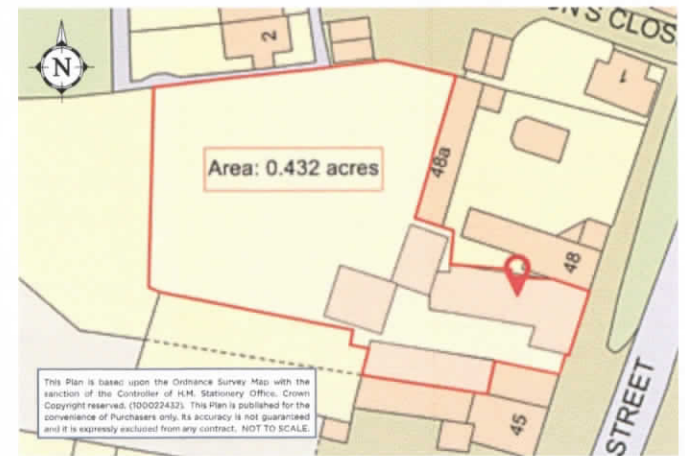 N'S CLOS
N
2
1
Area: 0.432 acres
48a
48
This Plan is based upon the Ordnance Survey Map with the
sanction of the Controller of H.M. Stationery Office, Crown
Copyright reserved, (100022432). This Plan is published for the
convenience of Purchasers only. Its accuracy is not guaranteed
and it is expressly excluded from any contract. NOT TO SCALE.
45
STREET